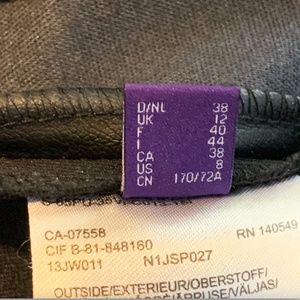 D/NL 38
UK 12
F 40
I 44
CA 38
US 8
CN 170/72A
CA-07558 RN 140549
CIF B-81-848160
13JW011 N1JSP027
OUTSIDE/EXTERIEUR/OBERSTOFF/